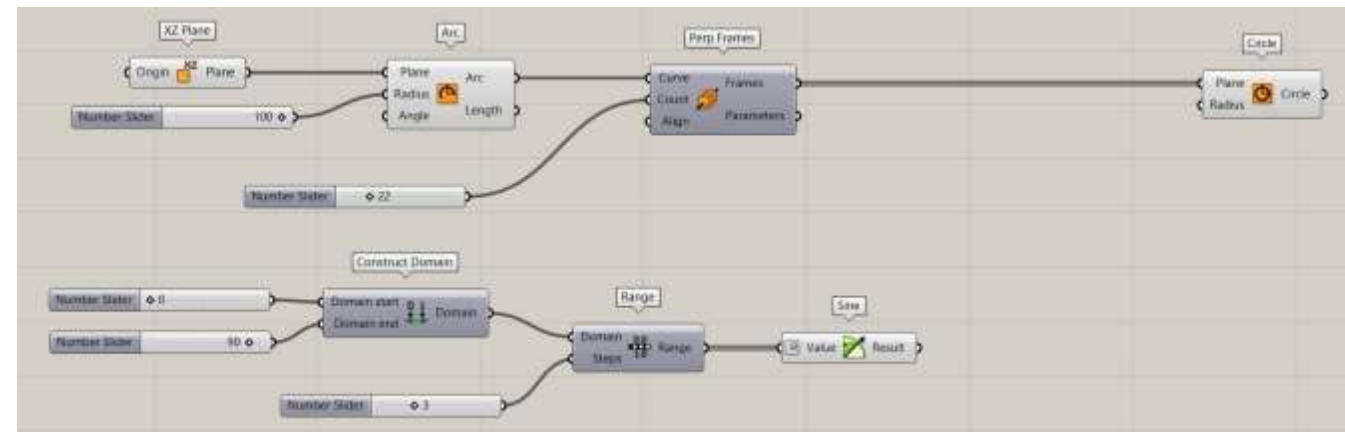 XZ Plane
Arc
Perp Frames
Circle
Origin XZ Plane
Plane Arc
Radius
Angle Length
Number Slider 100
Curve Frames
Count
Align Parameters
Plane Circle
Radius
Number Slider 22
Construct Domain
Range
Sine
Number Slider 0
Domain start Domain
Domain end
Number Slider 90
Domain Range
Steps
Value Result
Number Slider 3